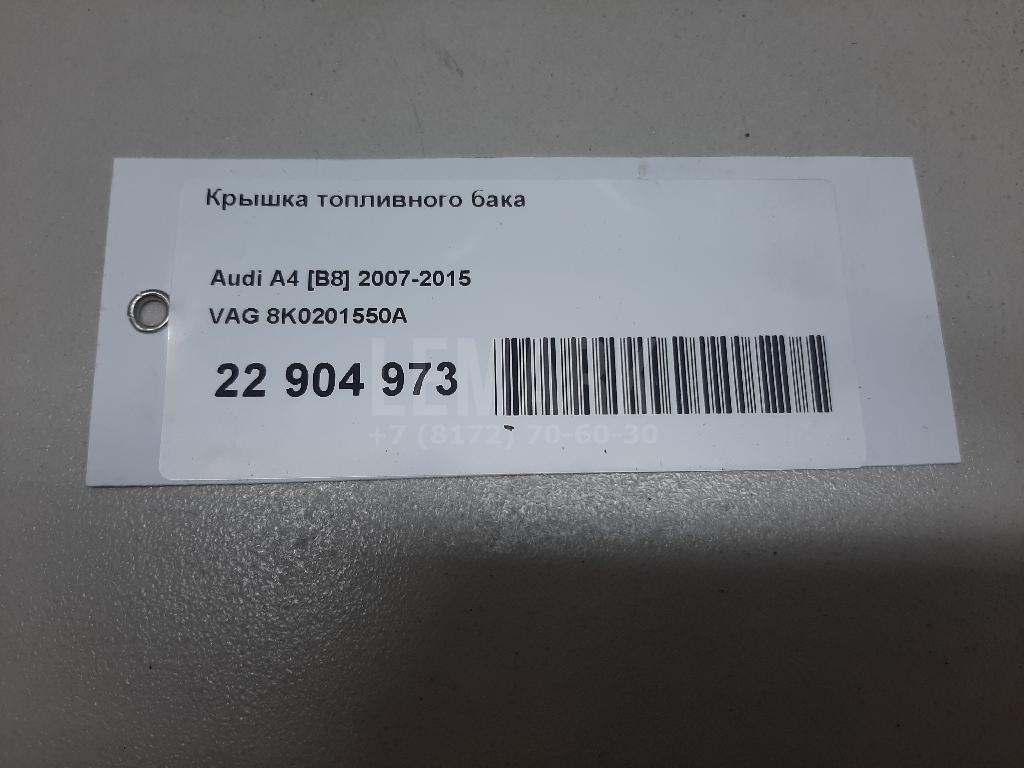 Крышка топливного бака
Audi A4 [B8] 2007-2015
VAG 8K0201550A
22 904 973
+7 (8172) 70-60-30